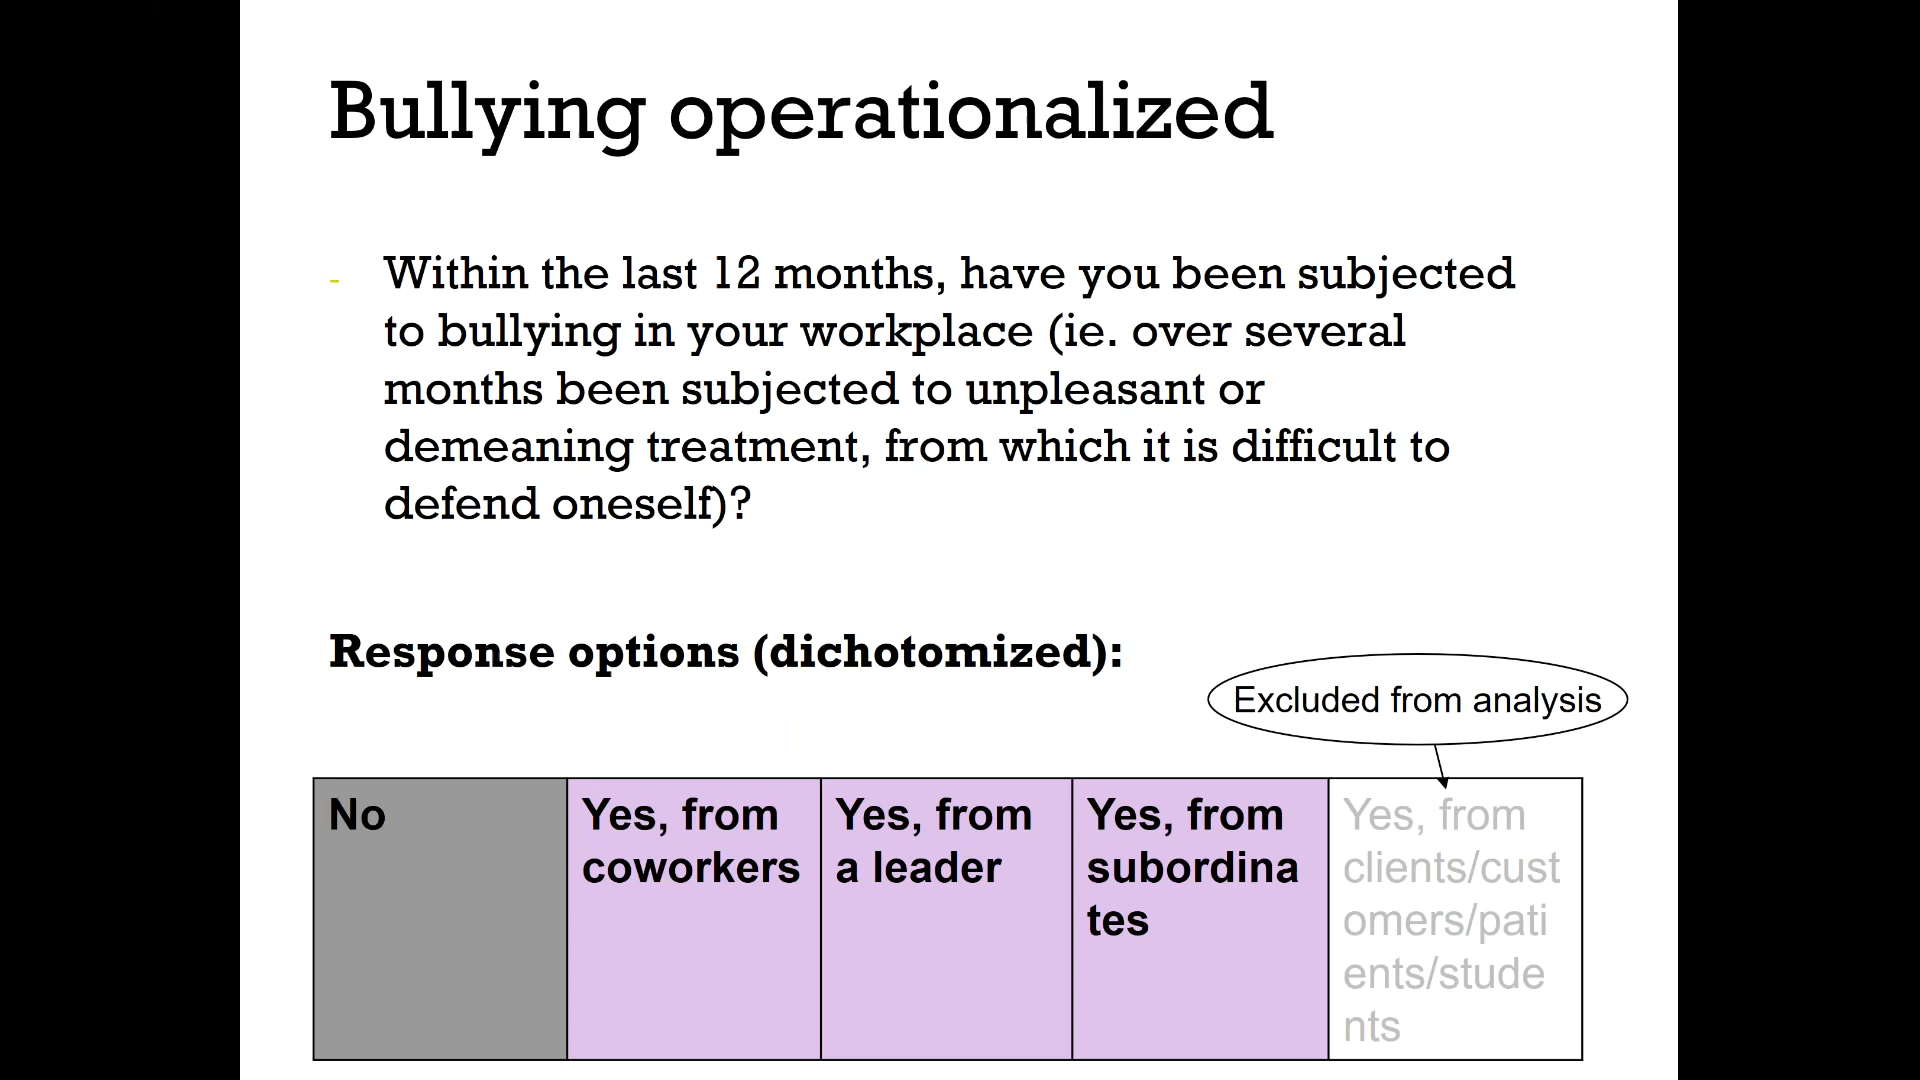 Bullying operationalized
- Within the last 12 months, have you been subjected
to bullying in your workplace (ie. over several
months been subjected to unpleasant or
demeaning treatment, from which it is difficult to
defend oneself)?
Response options (dichotomized):
Excluded from analysis
No
Yes, from
coworkers
Yes, from
a leader
Yes, from
subordina
tes
Yes, from
clients/cust
omers/pati
ents/stude
nts